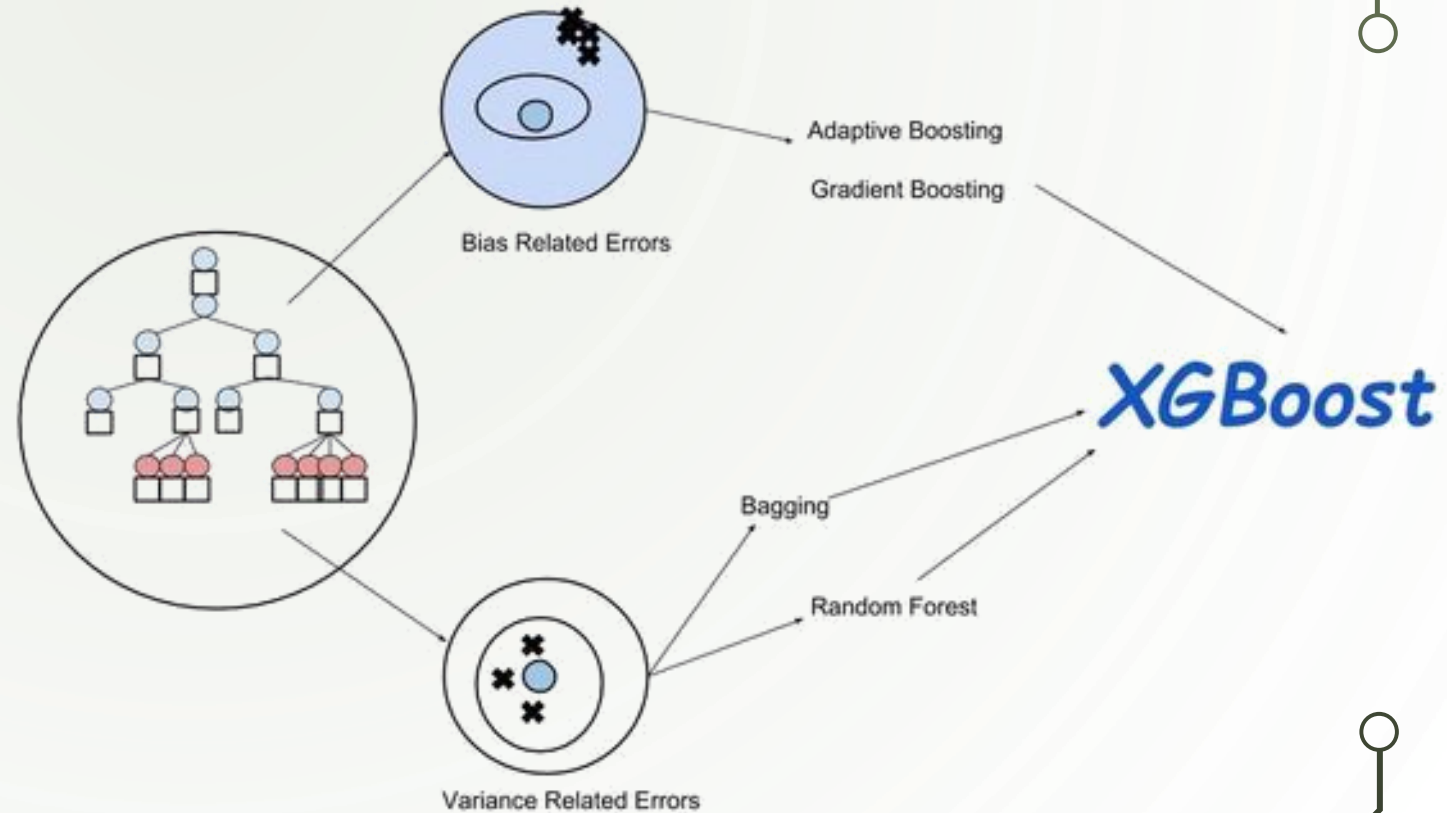 Adaptive Boosting
Gradient Boosting
Bias Related Errors
XGBoost
Bagging
Random Forest
Variance Related Errors